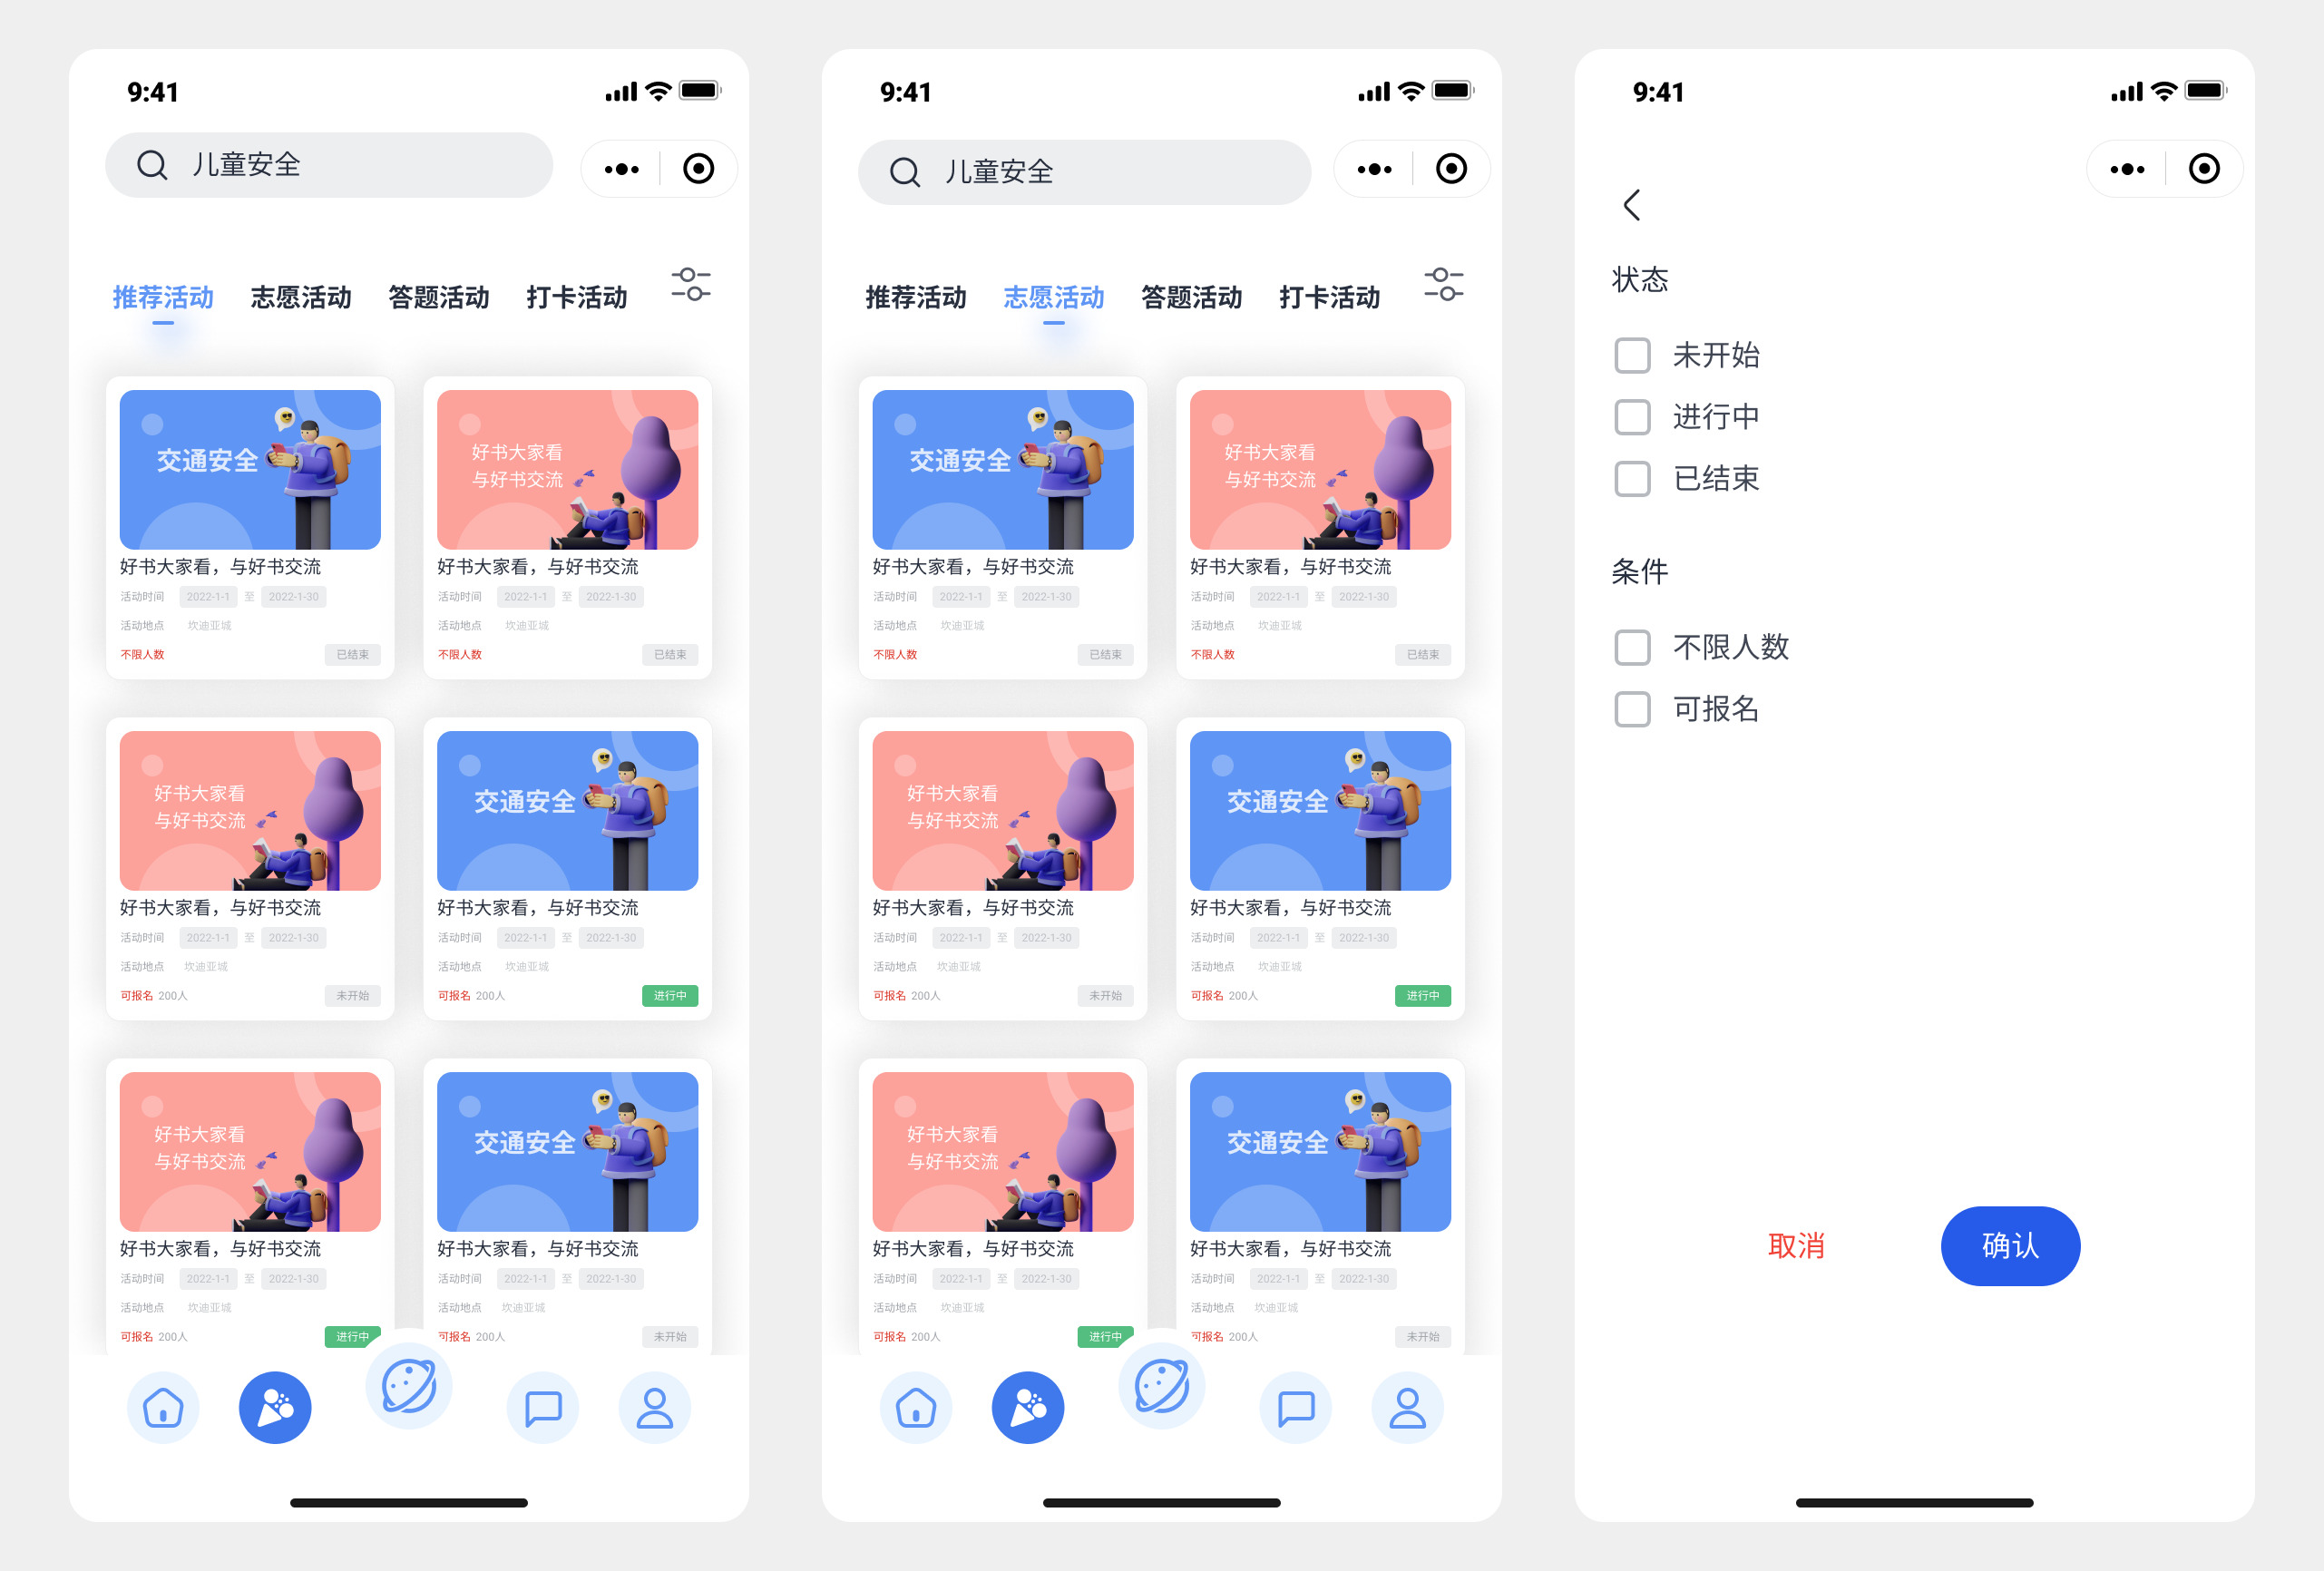 9:41
儿童安全
推荐活动 志愿活动 答题活动 打卡活动
交通安全
好书大家看，与好书交流
活动时间 2022-1-1 至 2022-1-30
活动地点 坎迪亚城
不限人数 已结束
好书大家看
与好书交流
好书大家看，与好书交流
活动时间 2022-1-1 至 2022-1-30
活动地点 坎迪亚城
不限人数 已结束
好书大家看
与好书交流
好书大家看，与好书交流
活动时间 2022-1-1 至 2022-1-30
活动地点 坎迪亚城
可报名 200人 未开始
交通安全
好书大家看，与好书交流
活动时间 2022-1-1 至 2022-1-30
活动地点 坎迪亚城
可报名 200人 进行中
好书大家看
与好书交流
好书大家看，与好书交流
活动时间 2022-1-1 至 2022-1-30
活动地点 坎迪亚城
可报名 200人 进行中
交通安全
好书大家看，与好书交流
活动时间 2022-1-1 至 2022-1-30
活动地点 坎迪亚城
可报名 200人 未开始
9:41
儿童安全
推荐活动 志愿活动 答题活动 打卡活动
交通安全
好书大家看，与好书交流
活动时间 2022-1-1 至 2022-1-30
活动地点 坎迪亚城
不限人数 已结束
好书大家看
与好书交流
好书大家看，与好书交流
活动时间 2022-1-1 至 2022-1-30
活动地点 坎迪亚城
不限人数 已结束
好书大家看
与好书交流
好书大家看，与好书交流
活动时间 2022-1-1 至 2022-1-30
活动地点 坎迪亚城
可报名 200人 未开始
交通安全
好书大家看，与好书交流
活动时间 2022-1-1 至 2022-1-30
活动地点 坎迪亚城
可报名 200人 进行中
好书大家看
与好书交流
好书大家看，与好书交流
活动时间 2022-1-1 至 2022-1-30
活动地点 坎迪亚城
可报名 200人 进行中
交通安全
好书大家看，与好书交流
活动时间 2022-1-1 至 2022-1-30
活动地点 坎迪亚城
可报名 200人 未开始
9:41
状态
未开始
进行中
已结束
条件
不限人数
可报名
取消 确认